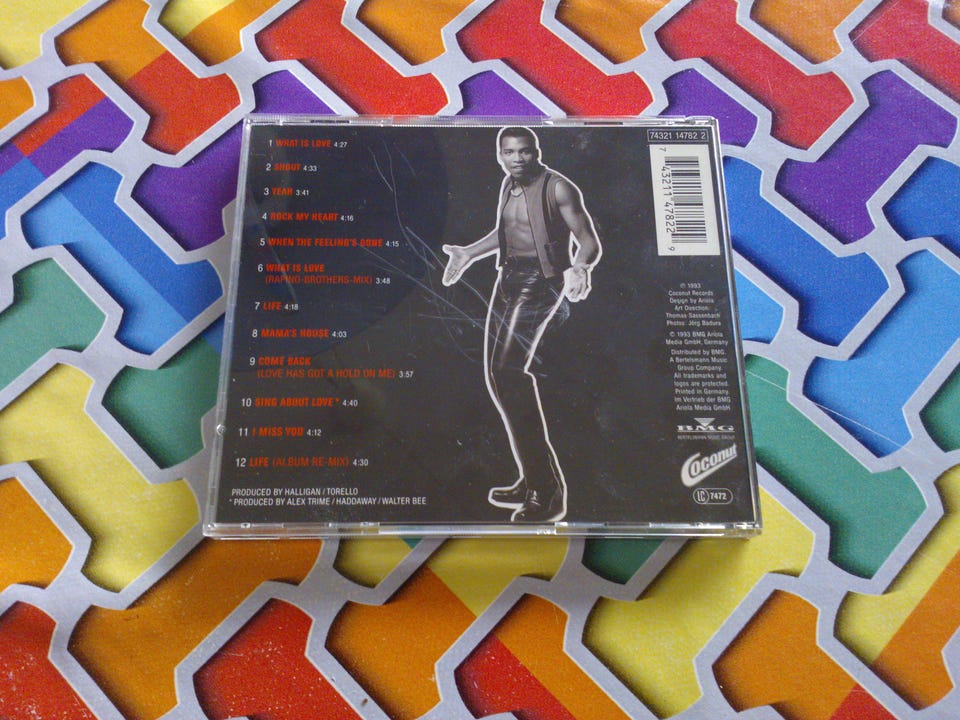 1 WHAT IS LOVE 4:27
2 SHOUT 4:33
3 YEAH 3:41
4 ROCK MY HEART 4:16
5 WHEN THE FEELING'S GONE 4:15
6 WHAT IS LOVE
(RAPINO-BROTHERS-MIX) 3:48
7 LIFE 4:18
8 MAMA'S HOUSE 4:03
9 COME BACK
(LOVE HAS GOT A HOLD ON ME) 3:57
10 SING ABOUT LOVE* 4:40
11 I MISS YOU 4:12
12 LIFE (ALBUM RE-MIX) 4:30
PRODUCED BY HALLIGAN / TORELLO
* PRODUCED BY ALEX TRIME / HADDAWAY / WALTER BEE
74321 14782 2
7 43211 47822 9
℗ 1993
Coconut Records
Design by Ariola
Art Direction:
Thomas Sassenbach
Photos: Jörg Badura
© 1993 BMG Ariola
Media GmbH, Germany
Distributed by BMG.
A Bertelsmann Music
Group Company.
All trademarks and
logos are protected.
Printed in Germany.
Im Vertrieb der BMG
Ariola Media GmbH
BMG
BERTELSMANN MUSIC GROUP
Coconut
LC 7472